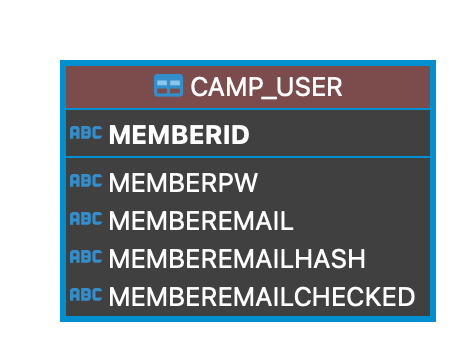 CAMP_USER
ABC MEMBERID
ABC MEMBERPW
ABC MEMBEREMAIL
ABC MEMBEREMAILHASH
ABC MEMBEREMAILCHECKED